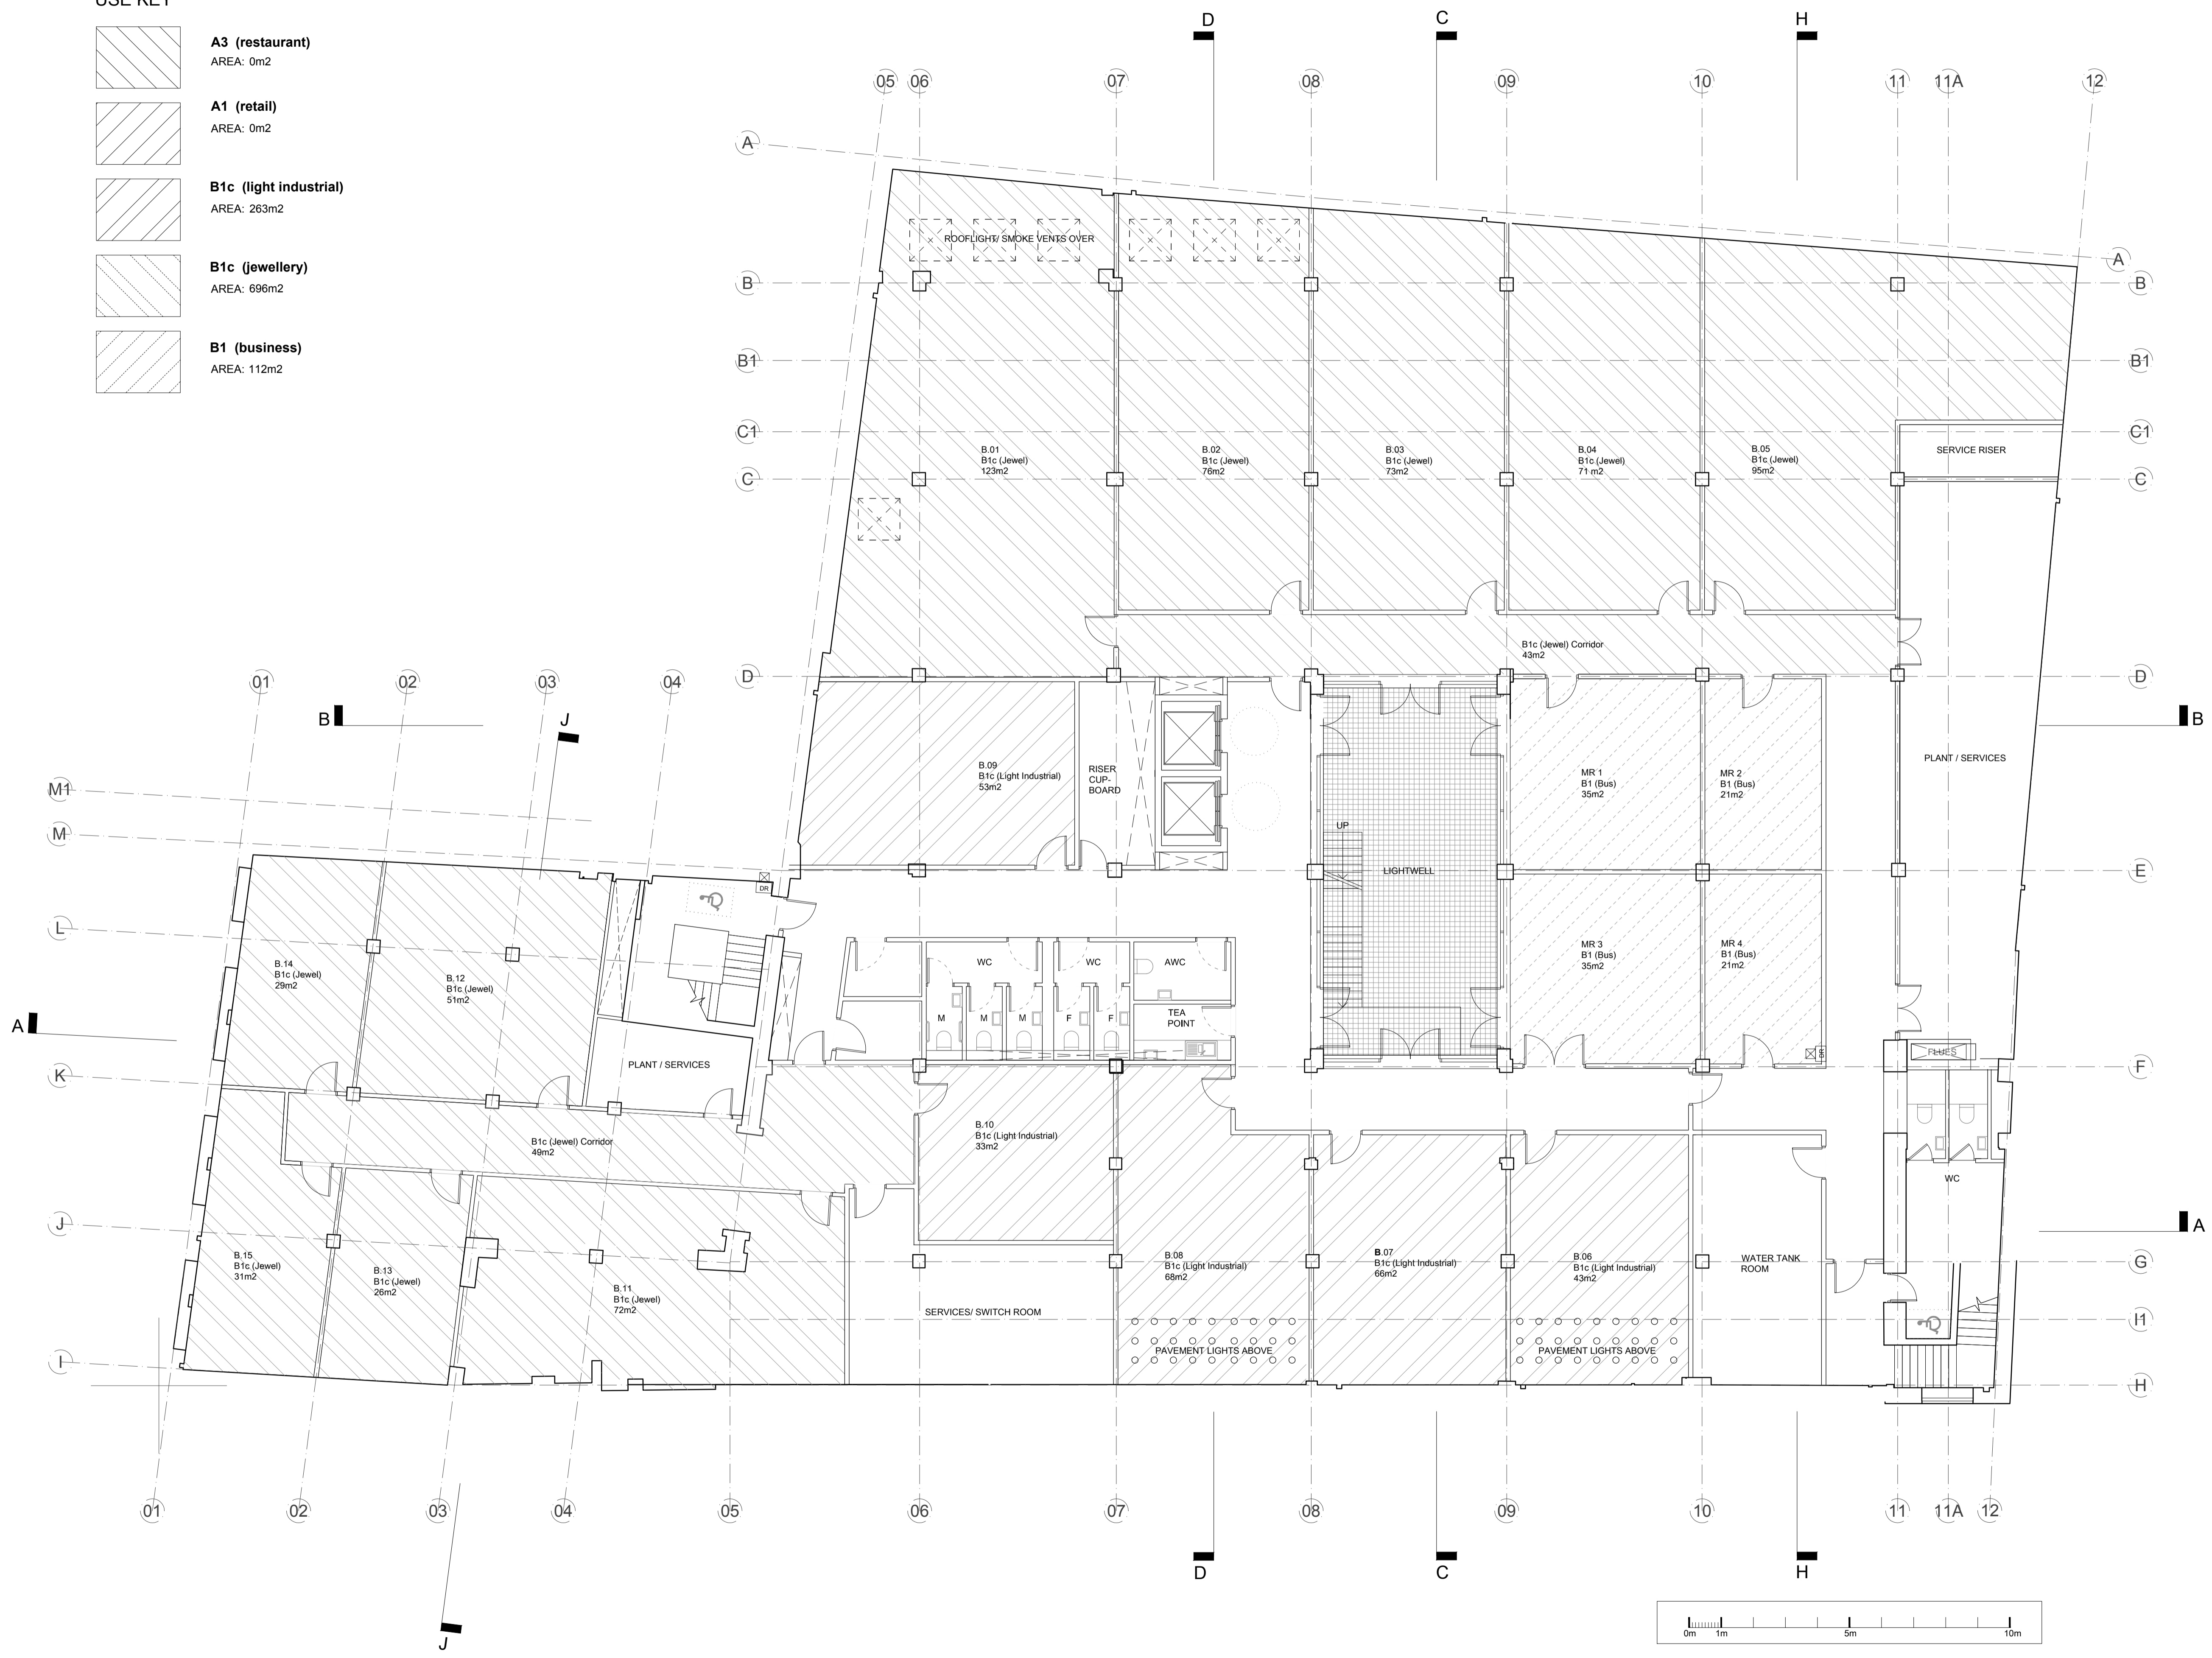 USE KEY
A3 (restaurant)
AREA: 0m2
A1 (retail)
AREA: 0m2
B1c (light industrial)
AREA: 263m2
B1c (jewellery)
AREA: 696m2
B1 (business)
AREA: 112m2
D
C
H
05
06
07
08
09
10
11
11A
12
A
A
ROOFLIGHT/ SMOKE VENTS OVER
B
B
B1
B1
C1
C1
B.01
B1c (Jewel)
123m2
B.02
B1c (Jewel)
76m2
B.03
B1c (Jewel)
73m2
B.04
B1c (Jewel)
71 m2
B.05
B1c (Jewel)
95m2
SERVICE RISER
C
C
B1c (Jewel) Corridor
43m2
D
D
01
02
03
04
B
J
B
M1
M
B.09
B1c (Light Industrial)
53m2
RISER
CUP-
BOARD
MR 1
B1 (Bus)
35m2
MR 2
B1 (Bus)
21m2
PLANT / SERVICES
UP
LIGHTWELL
E
DR
L
B.14
B1c (Jewel)
29m2
B.12
B1c (Jewel)
51m2
WC
WC
AWC
MR 3
B1 (Bus)
35m2
MR 4
B1 (Bus)
21m2
A
M
M
M
F
F
TEA
POINT
PLANT / SERVICES
K
DR
FLUES
F
B1c (Jewel) Corridor
49m2
B.10
B1c (Light Industrial)
33m2
WC
J
A
B.15
B1c (Jewel)
31m2
B.13
B1c (Jewel)
26m2
B.11
B1c (Jewel)
72m2
B.08
B1c (Light Industrial)
68m2
B.07
B1c (Light Industrial)
66m2
B.06
B1c (Light Industrial)
43m2
WATER TANK
ROOM
G
SERVICES/ SWITCH ROOM
I1
PAVEMENT LIGHTS ABOVE
PAVEMENT LIGHTS ABOVE
I
H
01
02
03
04
05
06
07
08
09
10
11
11A
12
D
C
H
J
0m
1m
5m
10m